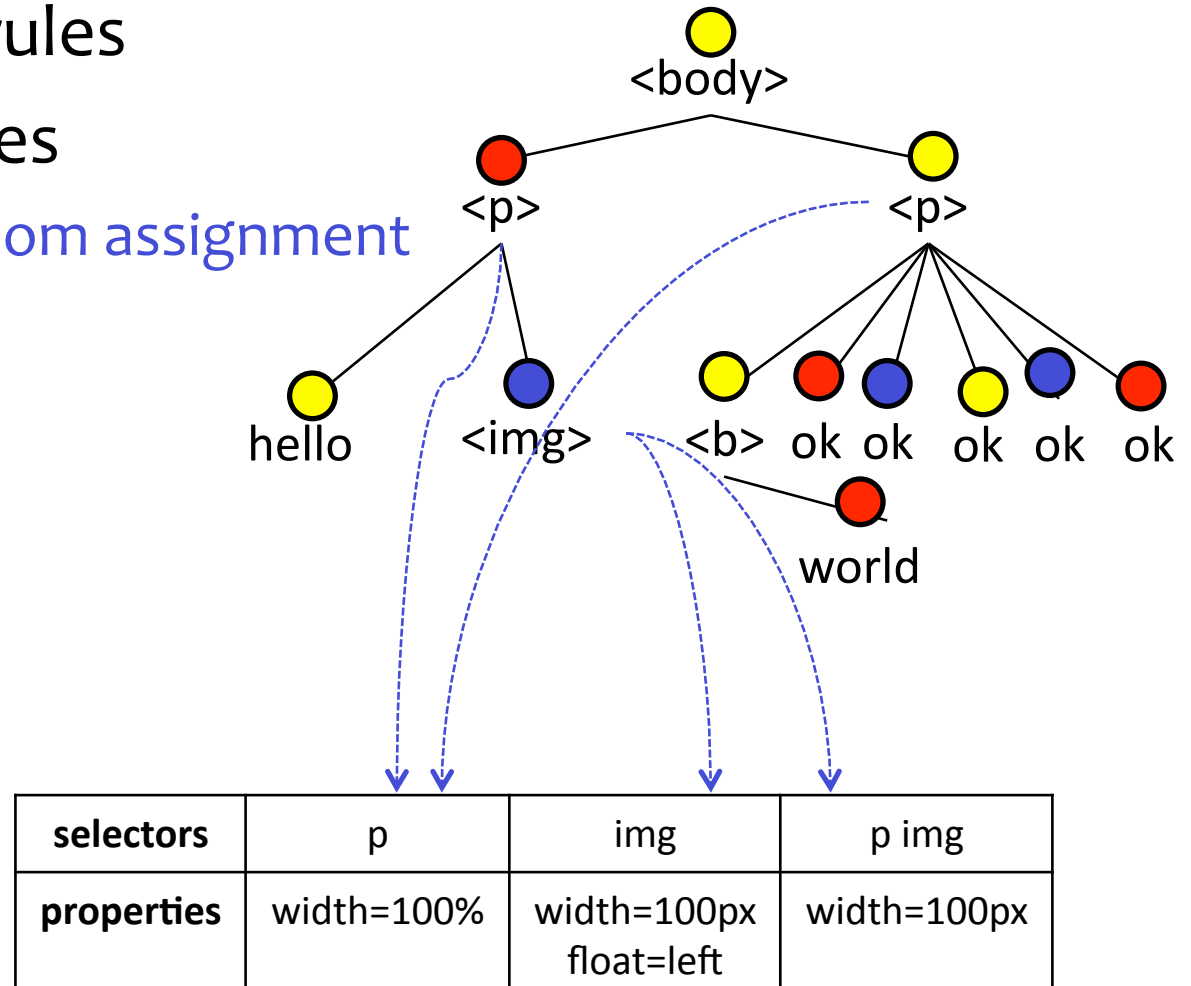 rules
es
om assignment
<body>
<p>
<p>
hello
<img>
<b> ok ok ok ok ok
world
selectors p img p img
properties width=100% width=100px width=100px
float=left